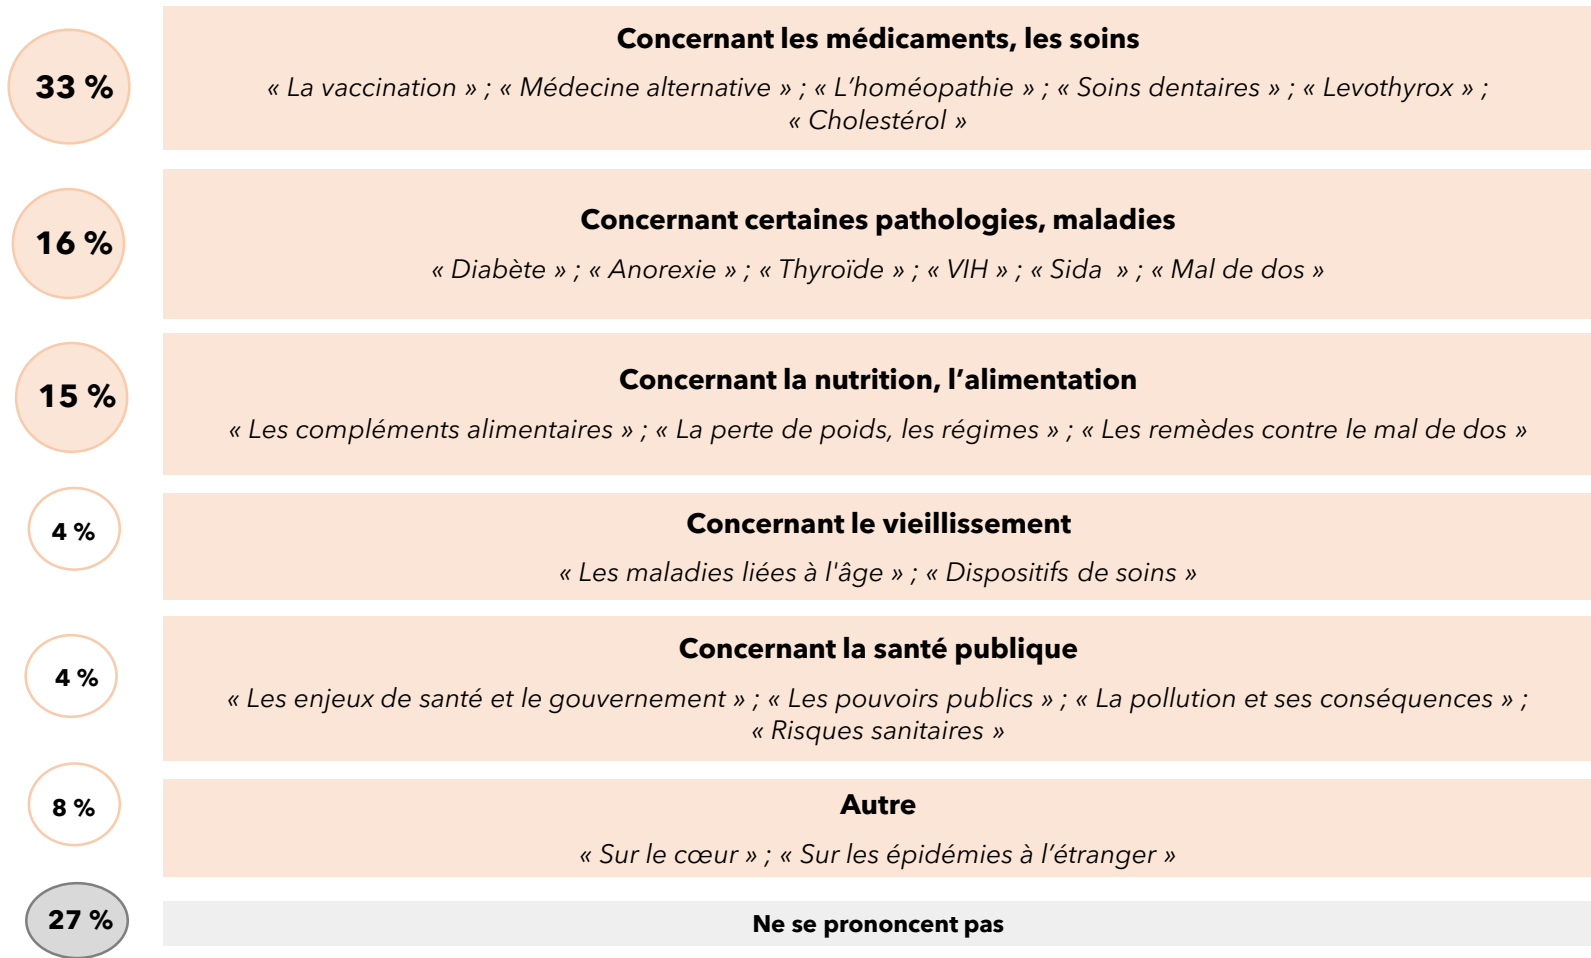 33 %
Concernant les médicaments, les soins
« La vaccination » ; « Médecine alternative » ; « L’homéopathie » ; « Soins dentaires » ; « Levothyrox » ;
« Cholestérol »
16 %
Concernant certaines pathologies, maladies
« Diabète » ; « Anorexie » ; « Thyroïde » ; « VIH » ; « Sida  » ; « Mal de dos »
15 %
Concernant la nutrition, l’alimentation
« Les compléments alimentaires » ; « La perte de poids, les régimes » ; « Les remèdes contre le mal de dos »
4 %
Concernant le vieillissement
« Les maladies liées à l'âge » ; « Dispositifs de soins »
4 %
Concernant la santé publique
« Les enjeux de santé et le gouvernement » ; « Les pouvoirs publics » ; « La pollution et ses conséquences » ;
« Risques sanitaires »
8 %
Autre
« Sur le cœur » ; « Sur les épidémies à l’étranger »
27 %
Ne se prononcent pas